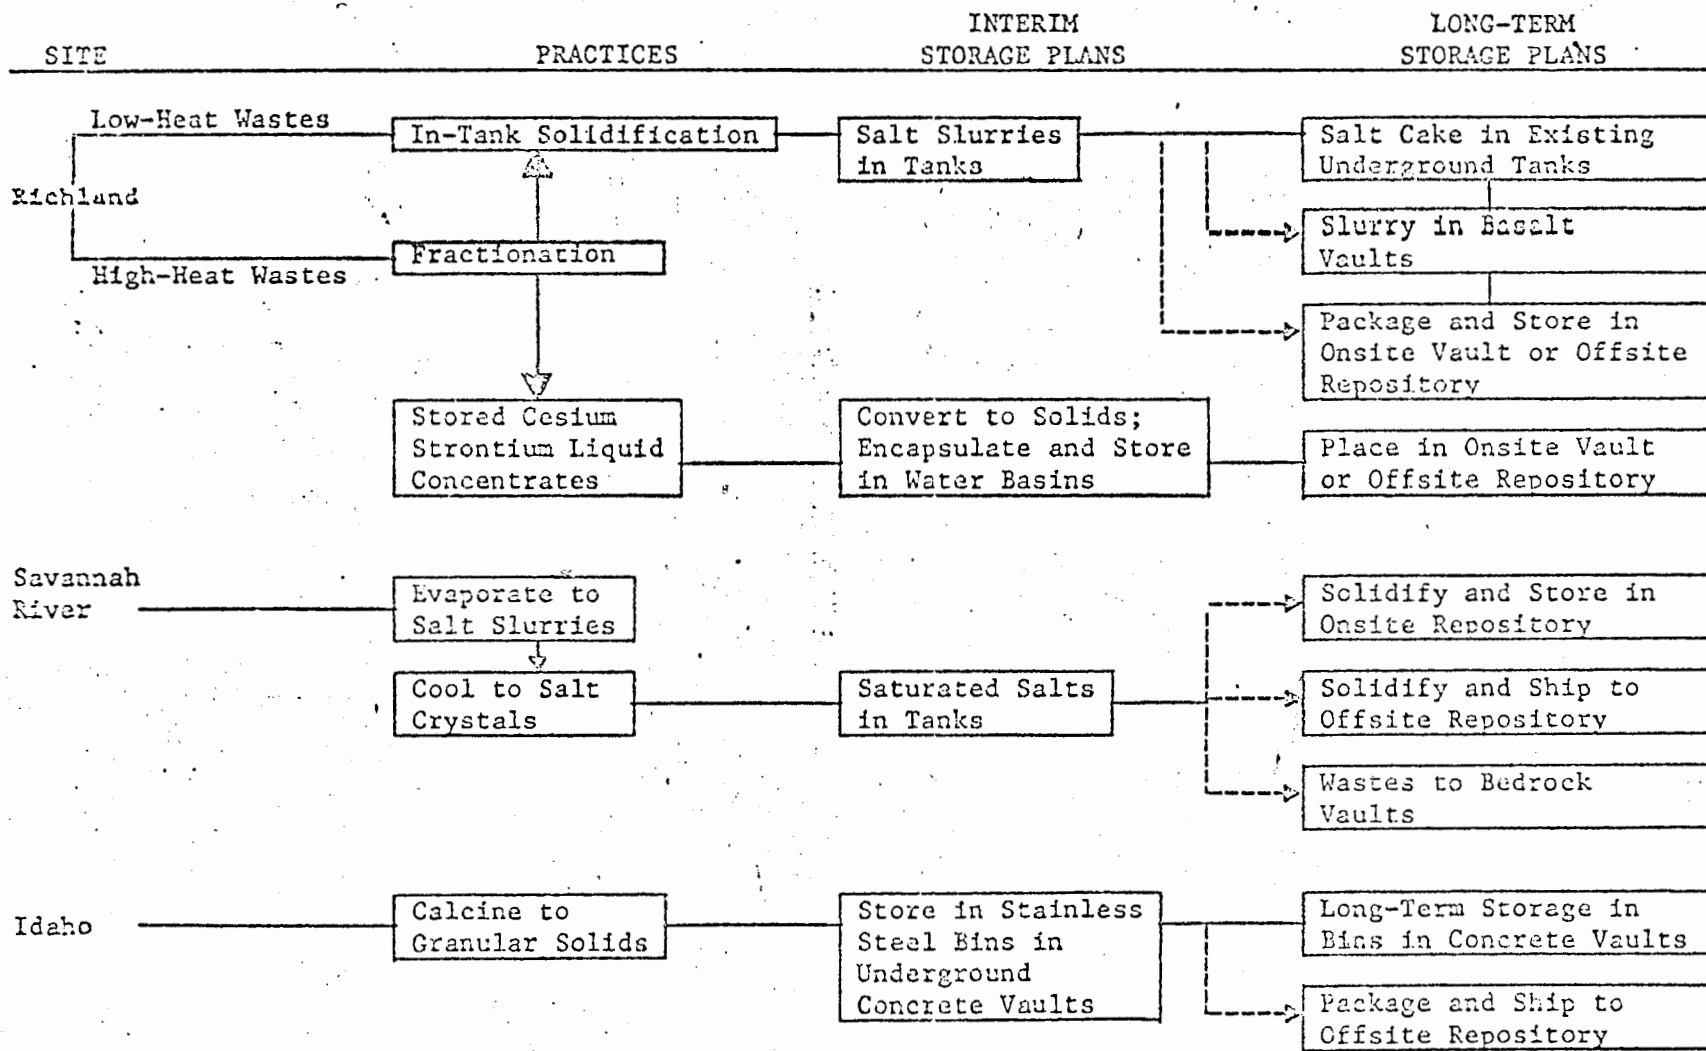 SITE
PRACTICES
INTERIM
STORAGE PLANS
LONG-TERM
STORAGE PLANS
Richland
Low-Heat Wastes
High-Heat Wastes
In-Tank Solidification
Salt Slurries
in Tanks
Salt Cake in Existing
Underground Tanks
Slurry in Basalt
Vaults
Package and Store in
Onsite Vault or Offsite
Repository
Fractionation
Stored Cesium
Strontium Liquid
Concentrates
Convert to Solids;
Encapsulate and Store
in Water Basins
Place in Onsite Vault
or Offsite Repository
Savannah
River
Evaporate to
Salt Slurries
Cool to Salt
Crystals
Saturated Salts
in Tanks
Solidify and Store in
Onsite Repository
Solidify and Ship to
Offsite Repository
Wastes to Bedrock
Vaults
Idaho
Calcine to
Granular Solids
Store in Stainless
Steel Bins in
Underground
Concrete Vaults
Long-Term Storage in
Bins in Concrete Vaults
Package and Ship to
Offsite Repository